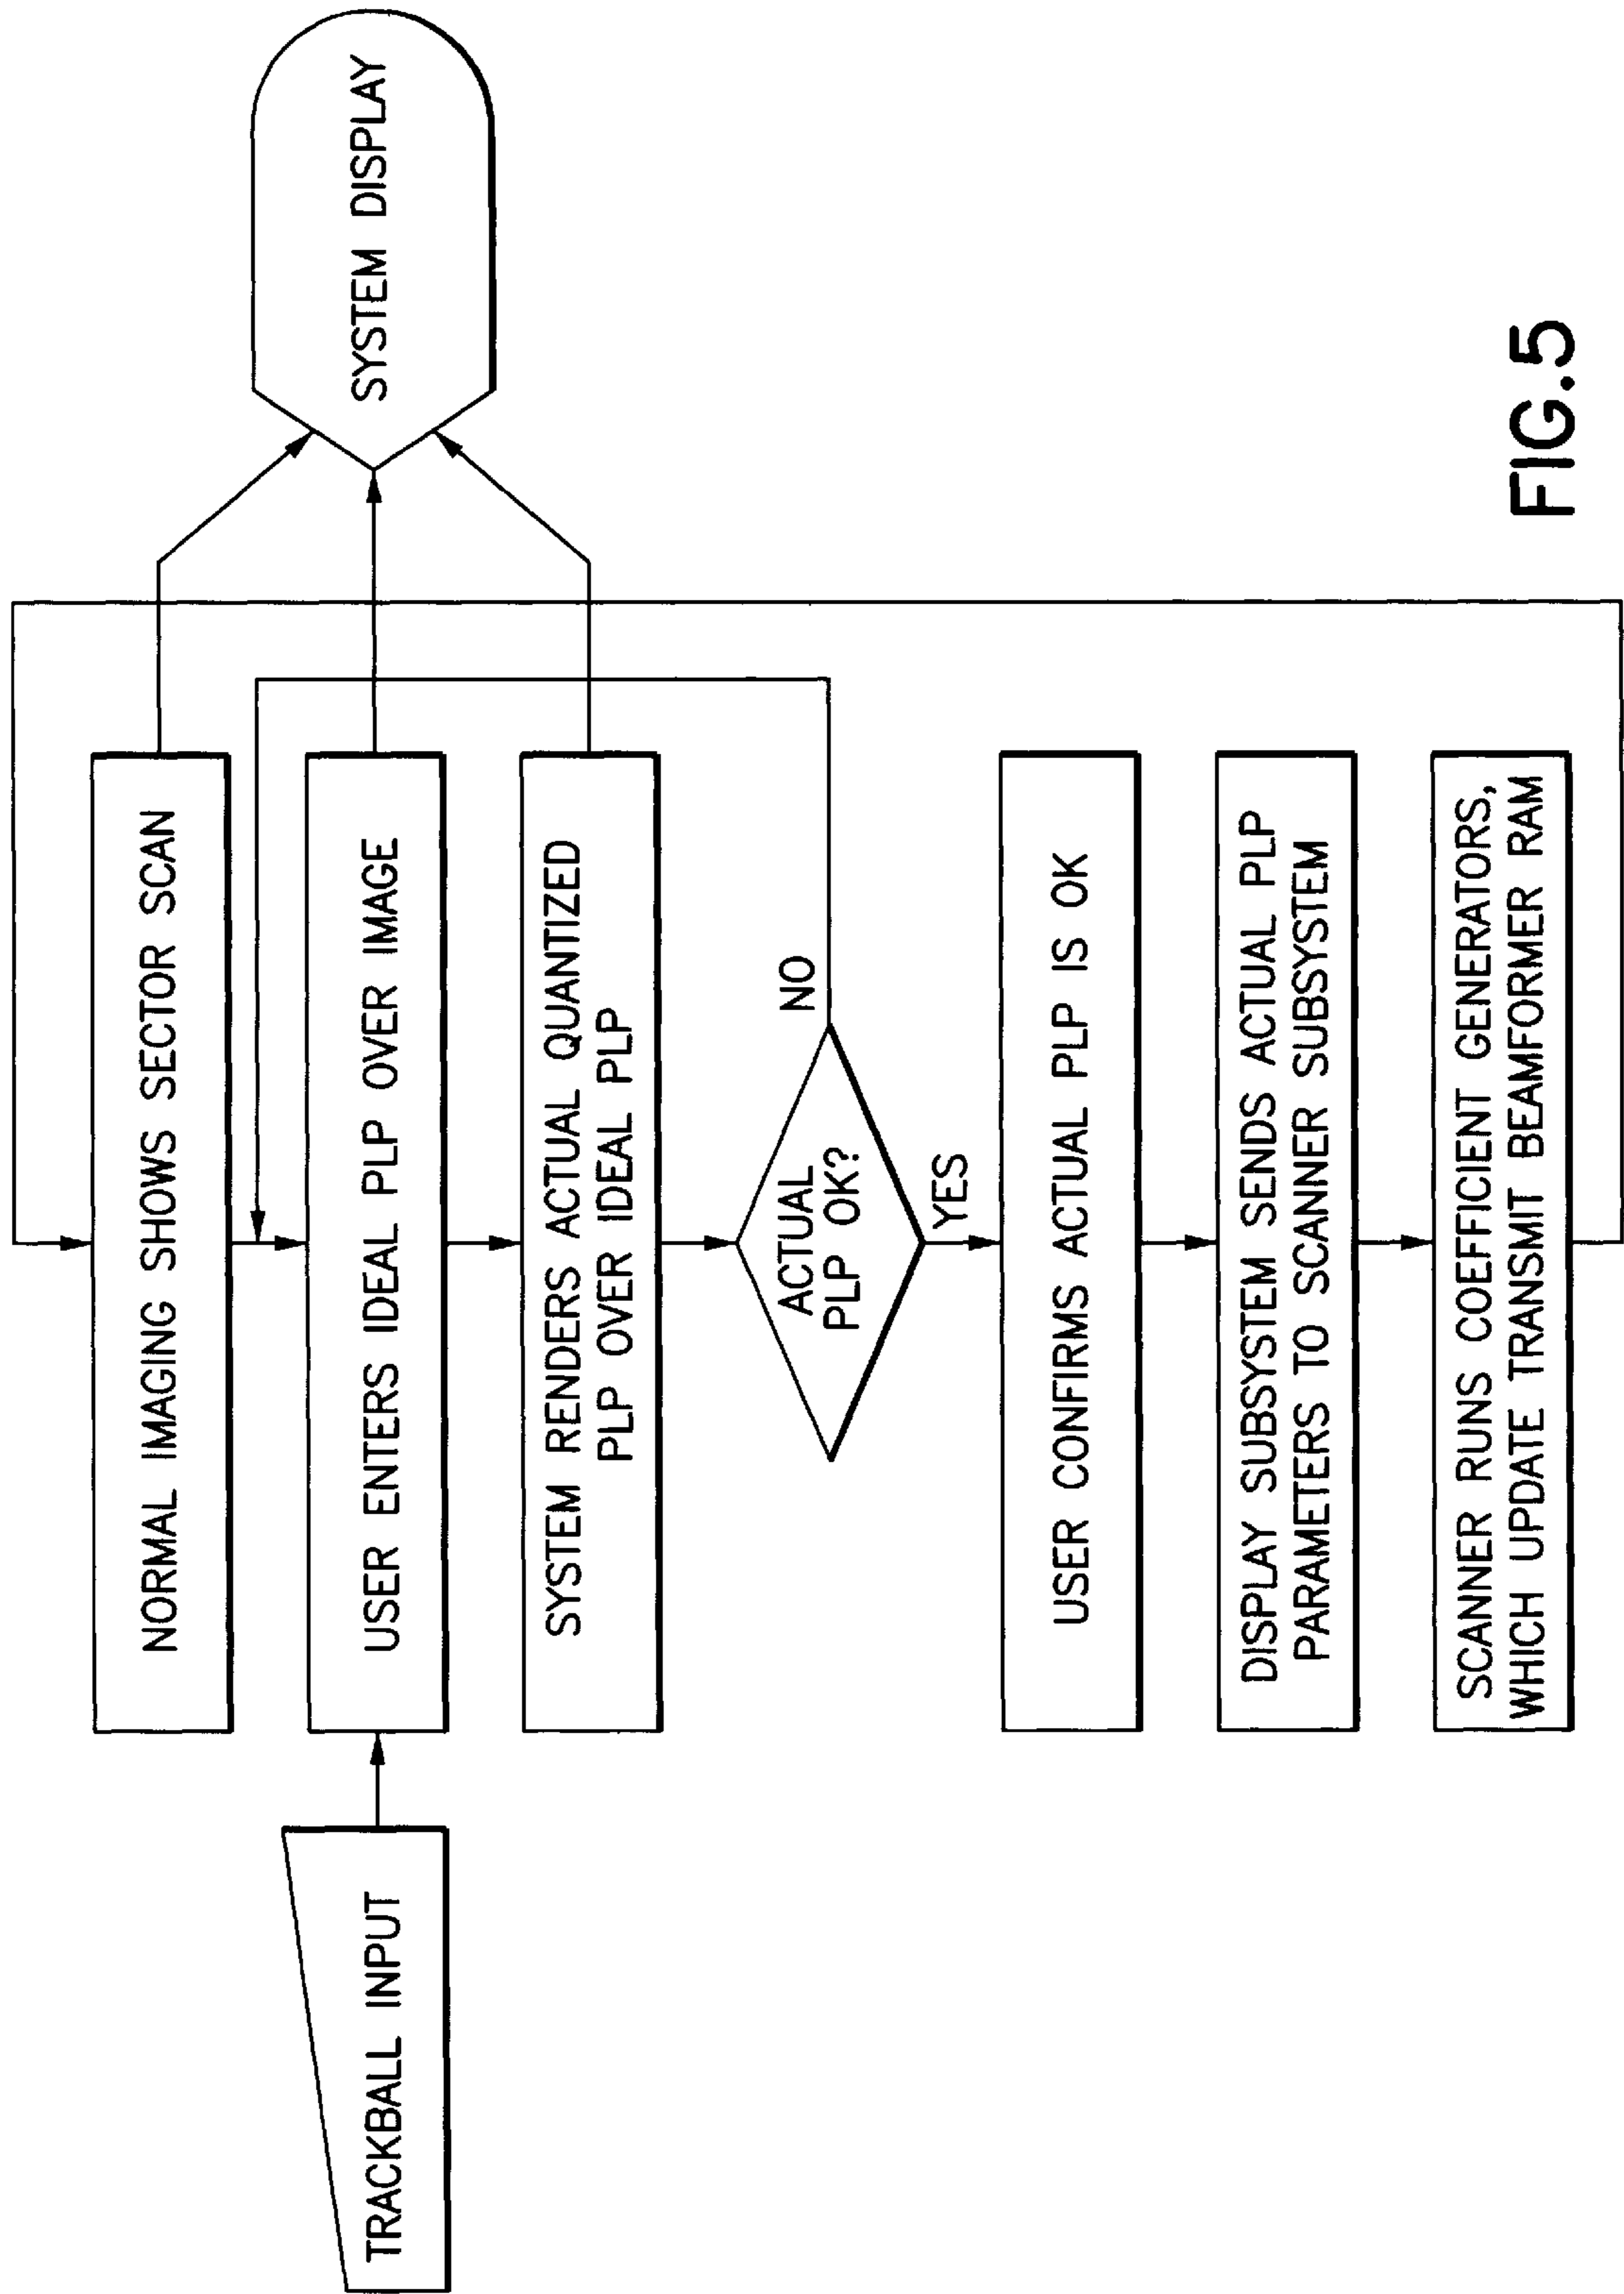 NORMAL IMAGING SHOWS SECTOR SCAN
TRACKBALL INPUT
USER ENTERS IDEAL PLP OVER IMAGE
SYSTEM DISPLAY
SYSTEM RENDERS ACTUAL QUANTIZED
PLP OVER IDEAL PLP
ACTUAL
PLP OK?
NO
YES
USER CONFIRMS ACTUAL PLP IS OK
DISPLAY SUBSYSTEM SENDS ACTUAL PLP
PARAMETERS TO SCANNER SUBSYSTEM
SCANNER RUNS COEFFICIENT GENERATORS,
WHICH UPDATE TRANSMIT BEAMFORMER RAM
FIG.5